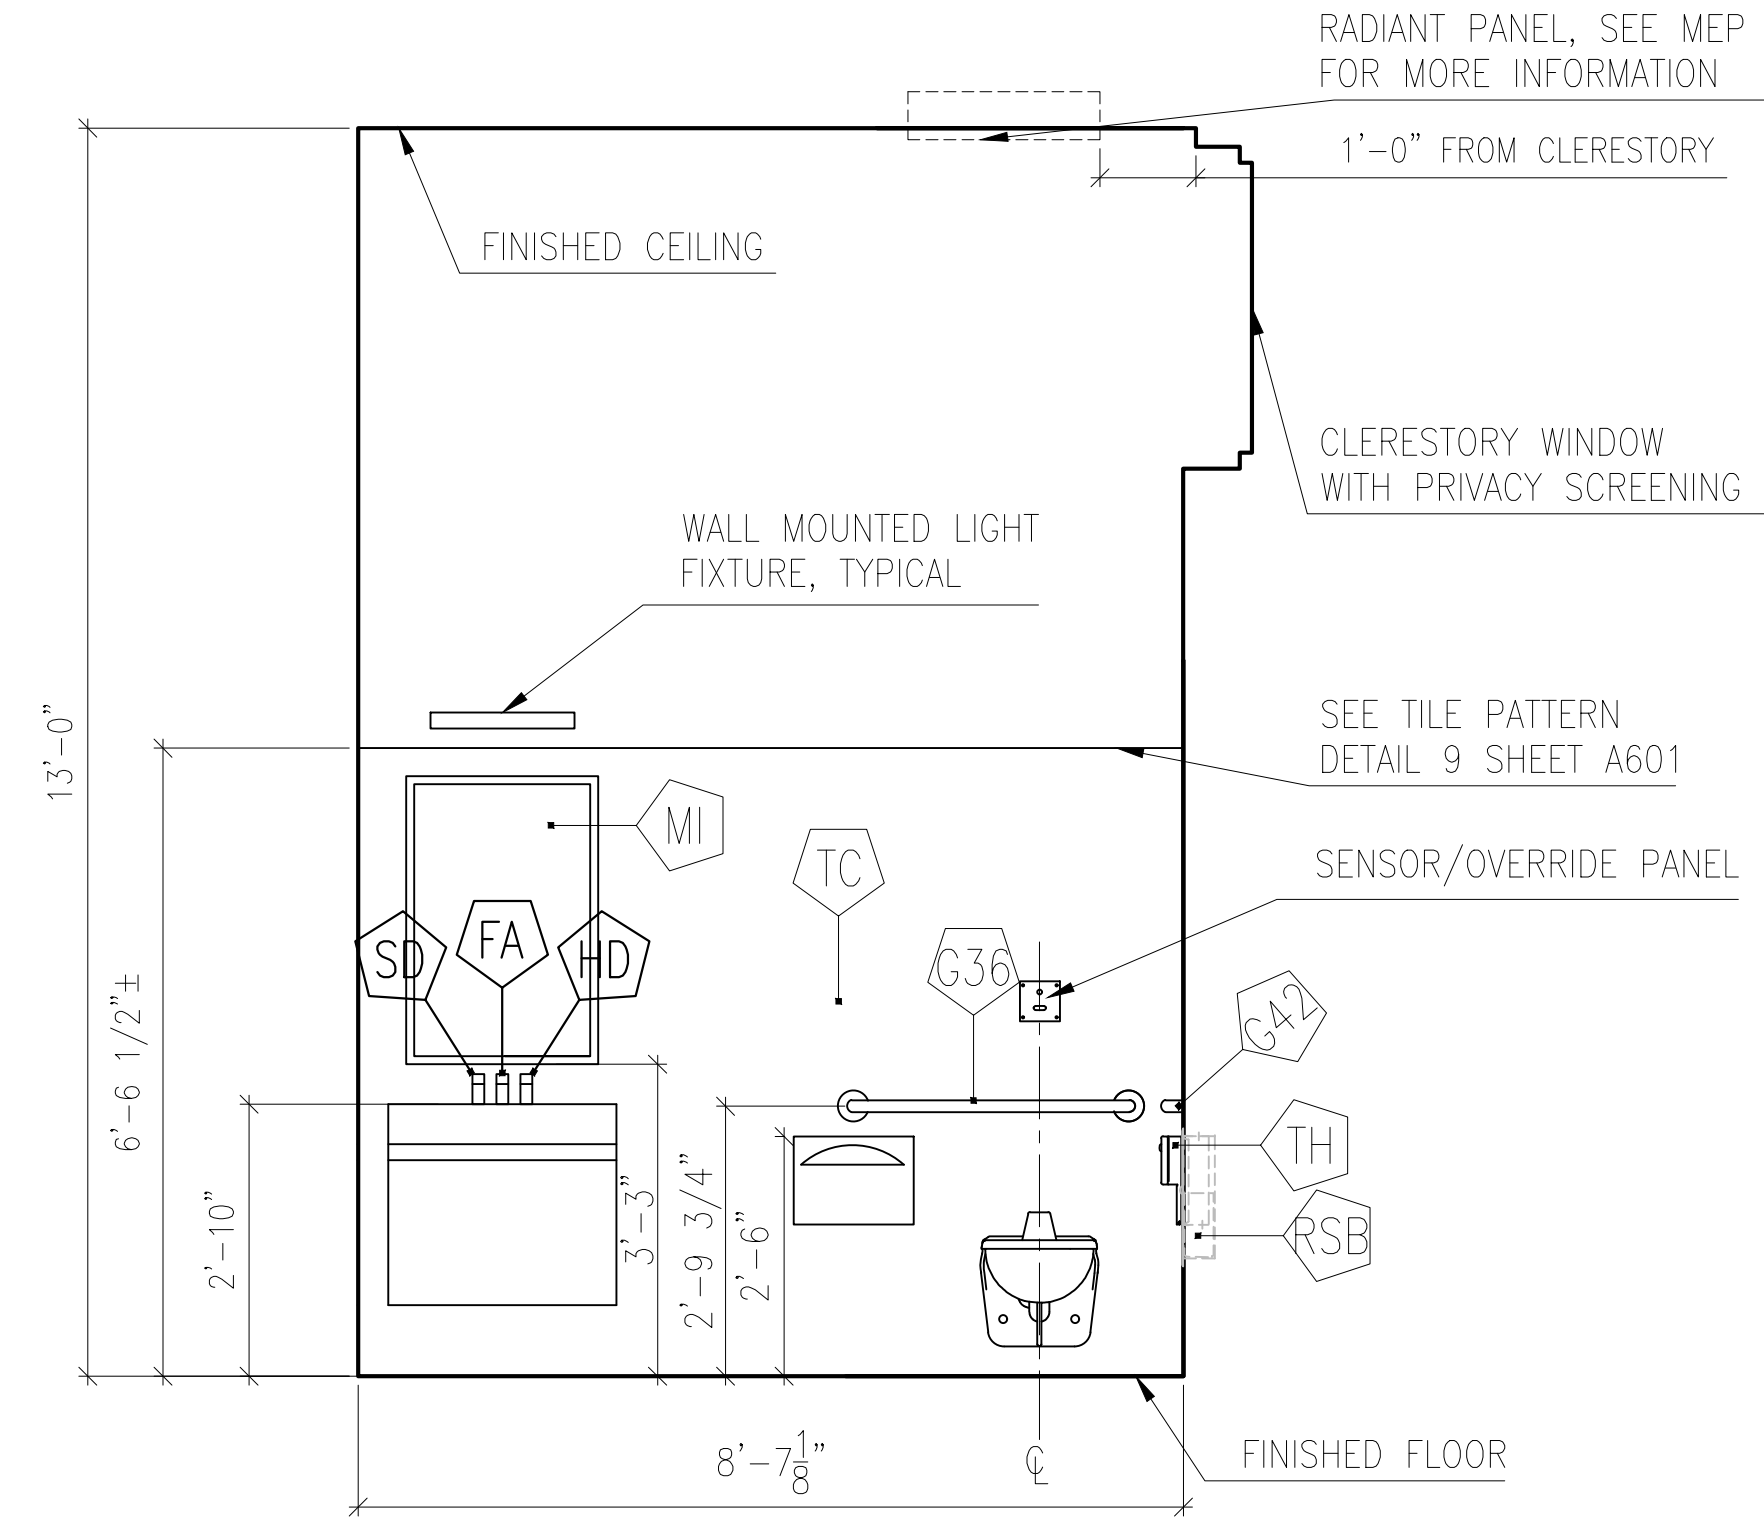 RADIANT PANEL, SEE MEP
FOR MORE INFORMATION
1'-0" FROM CLERESTORY
FINISHED CEILING
CLERESTORY WINDOW
WITH PRIVACY SCREENING
WALL MOUNTED LIGHT
FIXTURE, TYPICAL
SEE TILE PATTERN
DETAIL 9 SHEET A601
13'-0"
MI
TC
SENSOR/OVERRIDE PANEL
SD
FA
HD
G36
G42
6'-6 1/2"±
TH
RSB
2'-10"
3'-3"
2'-9 3/4"
2'-6"
8'-7 1/8"
℄
FINISHED FLOOR